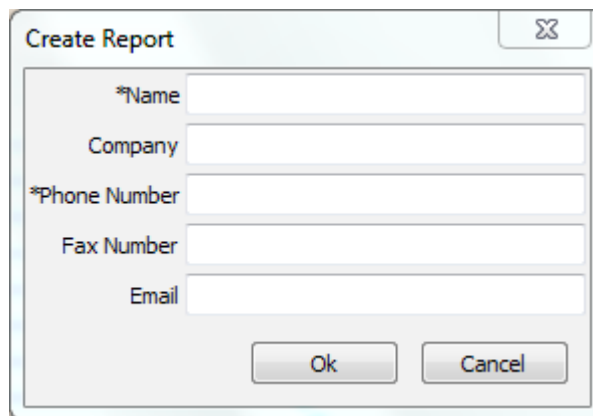 Create Report
*Name
Company
*Phone Number
Fax Number
Email
Ok Cancel